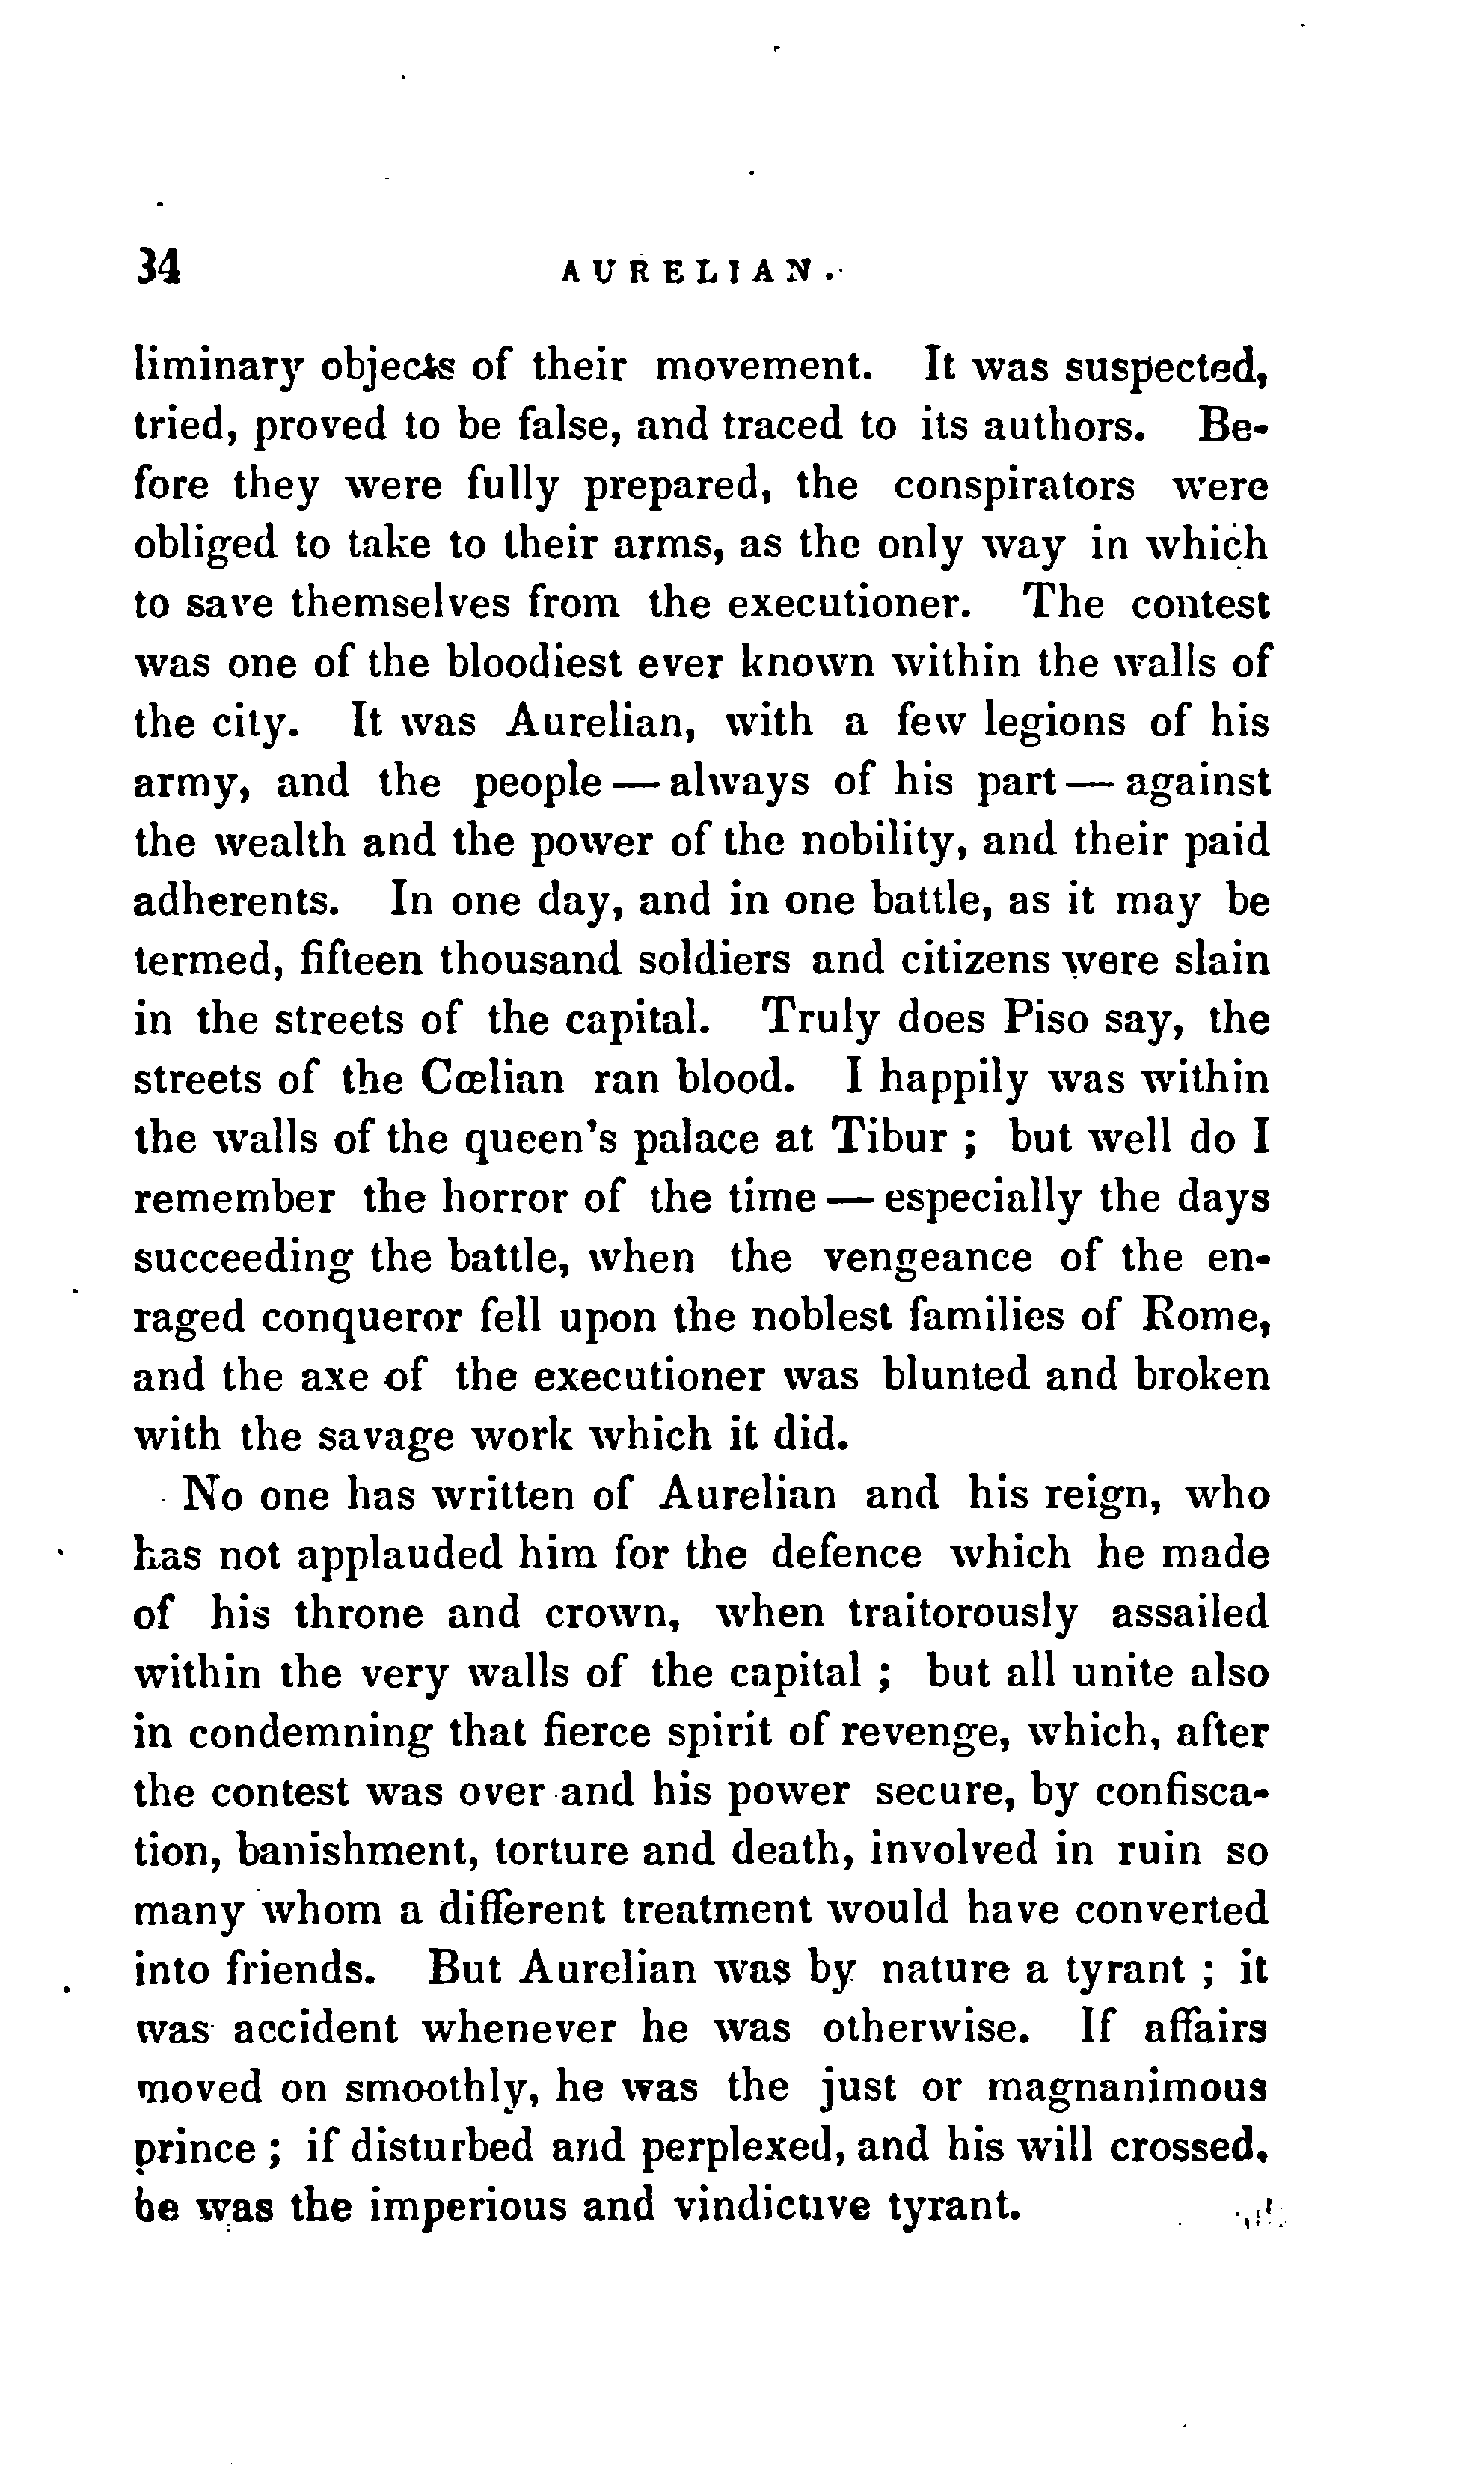 34 AURELIAN.
liminary objects of their movement. It was suspected,
tried, proved to be false, and traced to its authors. Be-
fore they were fully prepared, the conspirators were
obliged to take to their arms, as the only way in which
to save themselves from the executioner. The contest
was one of the bloodiest ever known within the walls of
the city. It was Aurelian, with a few legions of his
army, and the people — always of his part — against
the wealth and the power of the nobility, and their paid
adherents. In one day, and in one battle, as it may be
termed, fifteen thousand soldiers and citizens were slain
in the streets of the capital. Truly does Piso say, the
streets of the Cœlian ran blood. I happily was within
the walls of the queen's palace at Tibur ; but well do I
remember the horror of the time — especially the days
succeeding the battle, when the vengeance of the en-
raged conqueror fell upon the noblest families of Rome,
and the axe of the executioner was blunted and broken
with the savage work which it did.
No one has written of Aurelian and his reign, who
has not applauded him for the defence which he made
of his throne and crown, when traitorously assailed
within the very walls of the capital ; but all unite also
in condemning that fierce spirit of revenge, which, after
the contest was over and his power secure, by confisca-
tion, banishment, torture and death, involved in ruin so
many whom a different treatment would have converted
into friends. But Aurelian was by nature a tyrant ; it
was accident whenever he was otherwise. If affairs
moved on smoothly, he was the just or magnanimous
prince ; if disturbed and perplexed, and his will crossed,
he was the imperious and vindictive tyrant.